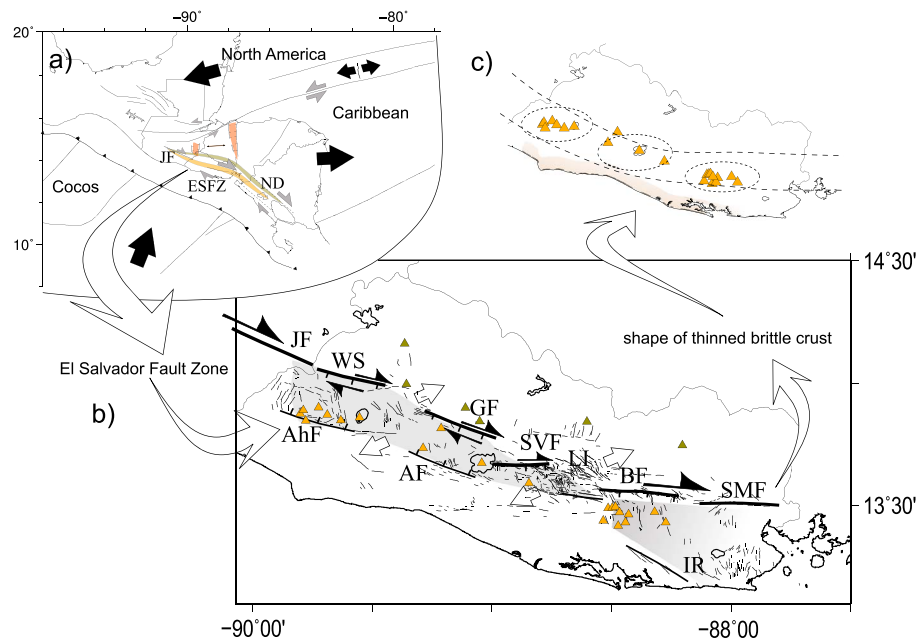 −90˚
−80˚
20˚
10˚
a)
North America
Caribbean
Cocos
JF
ESFZ
ND
c)
shape of thinned brittle crust
El Salvador Fault Zone
b)
14˚30'
13˚30'
JF
WS
GF
AhF
AF
SVF
LI
BF
SMF
IR
−90˚00'
−88˚00'